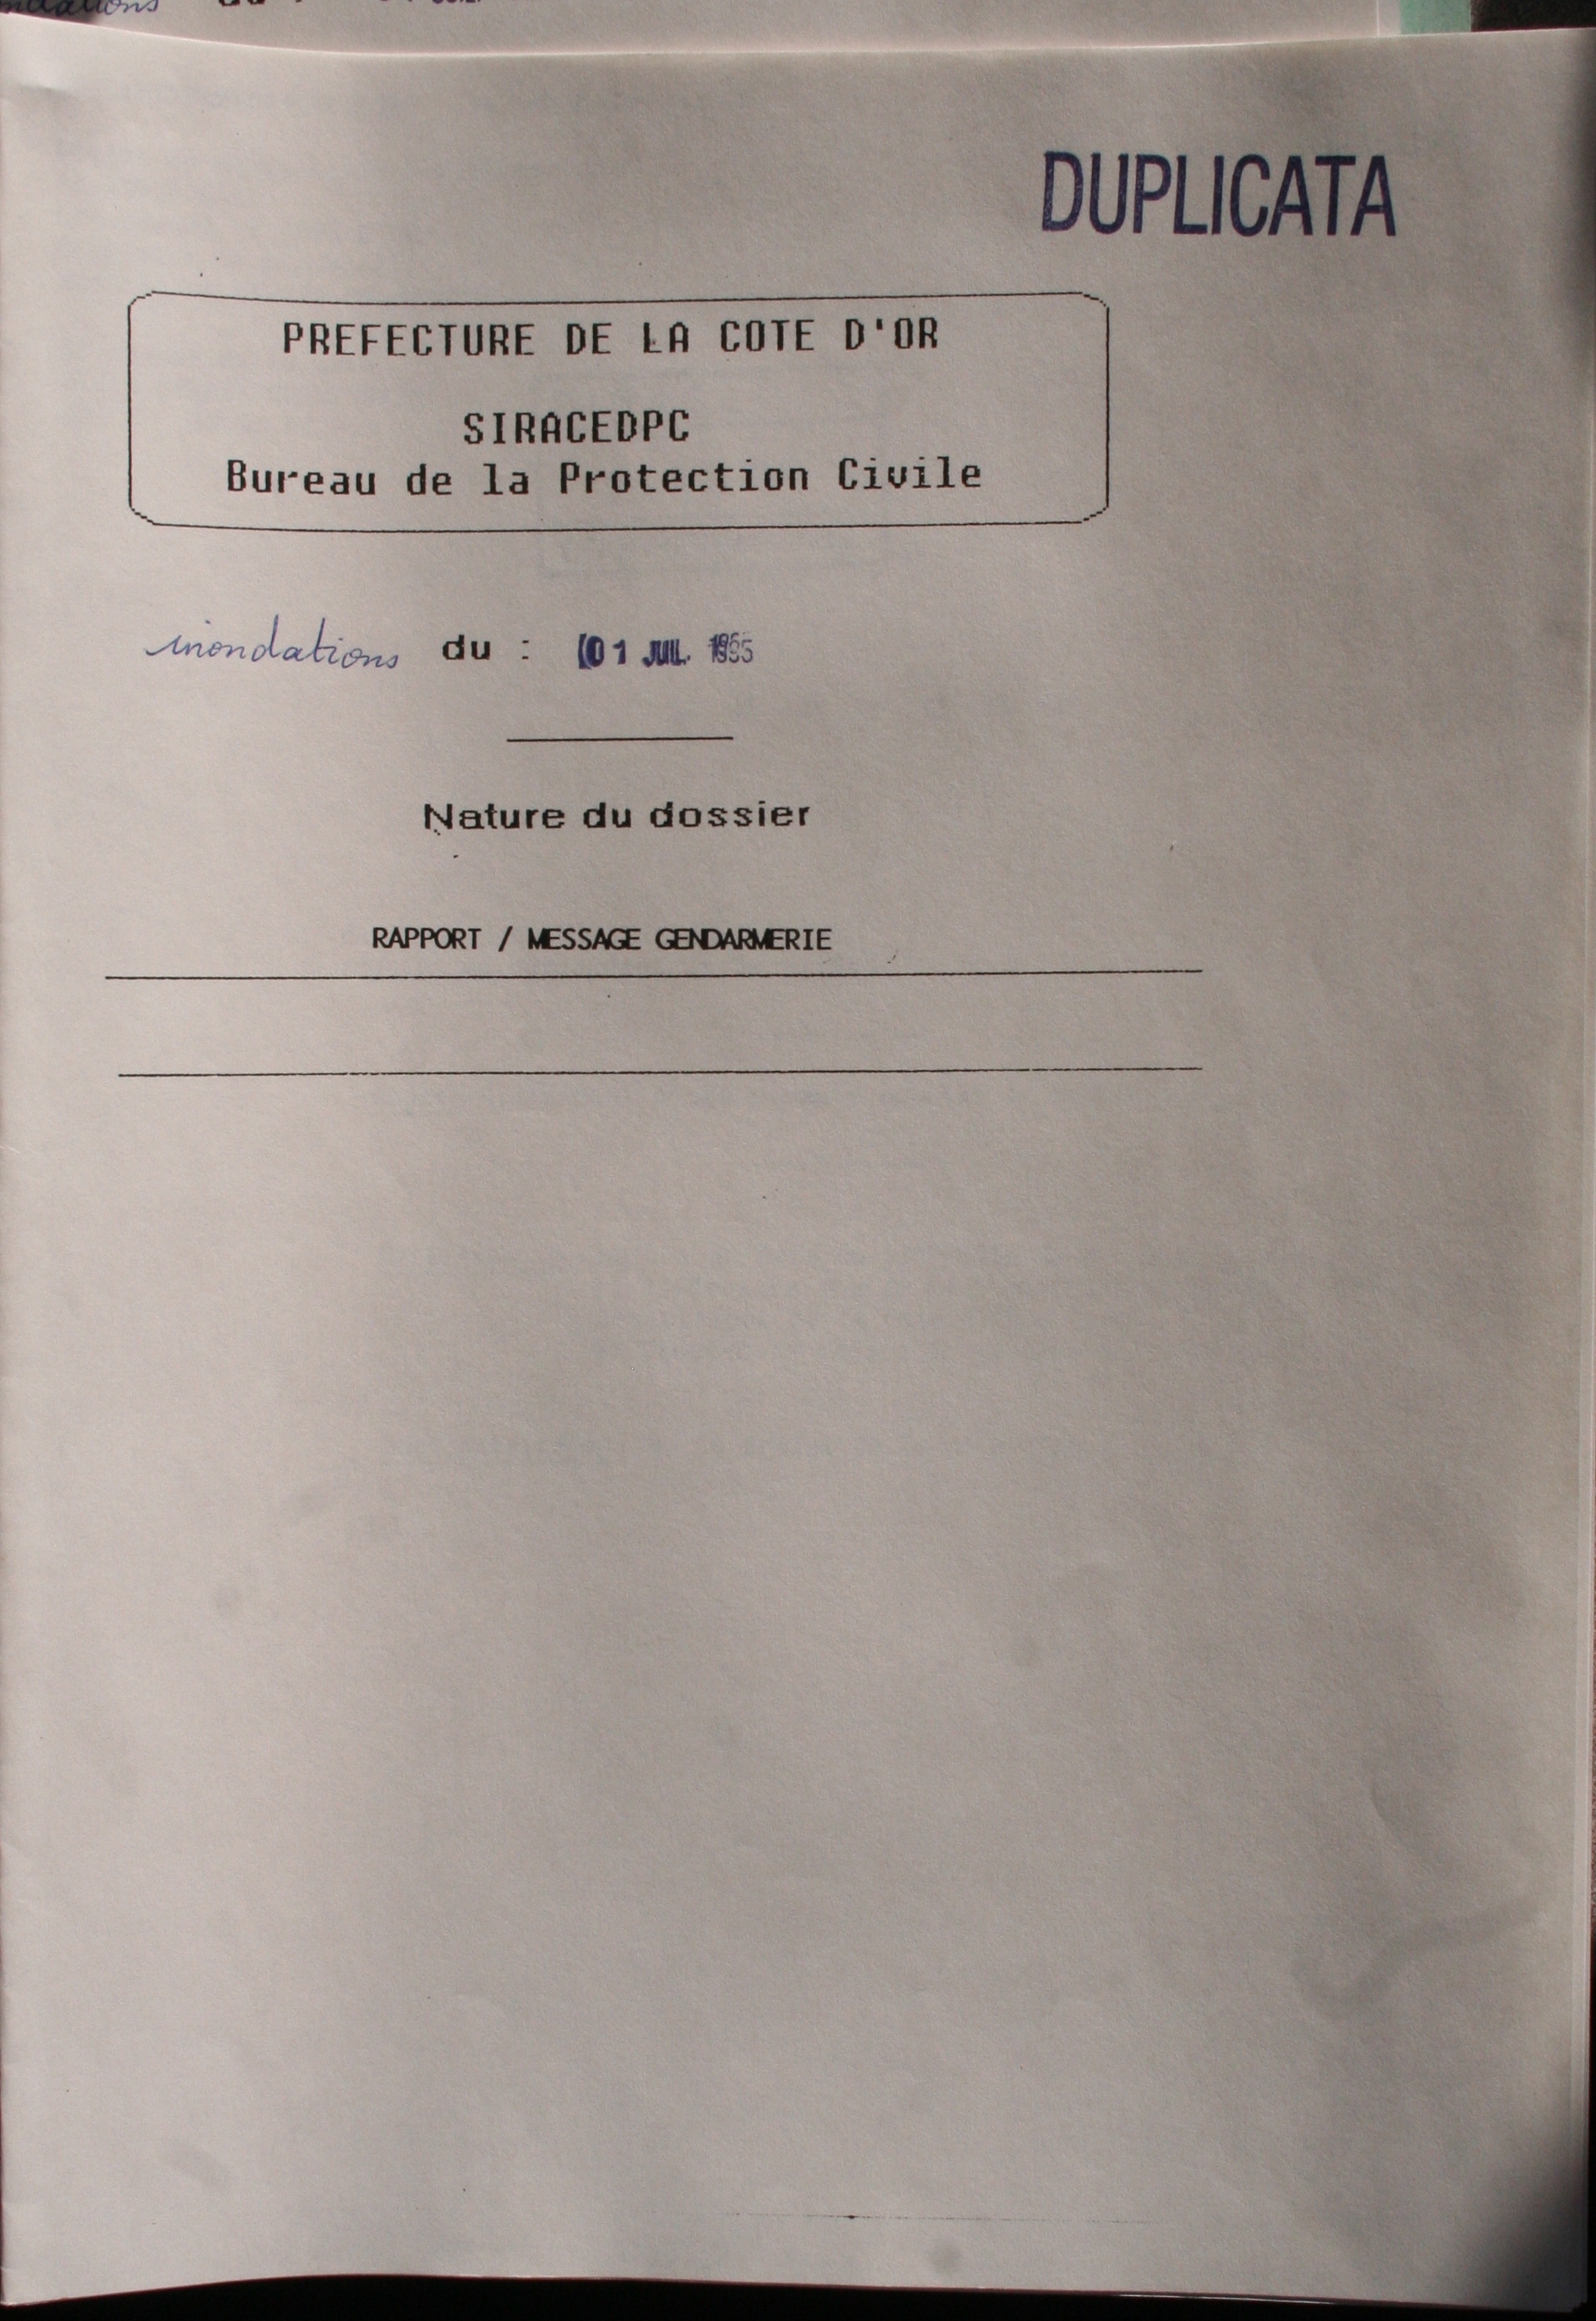 DUPLICATA
PREFECTURE DE LA COTE D'OR
SIRACEDPC
Bureau de la Protection Civile
inondations du : 01 JUIL. 1995
Nature du dossier
RAPPORT / MESSAGE GENDARMERIE